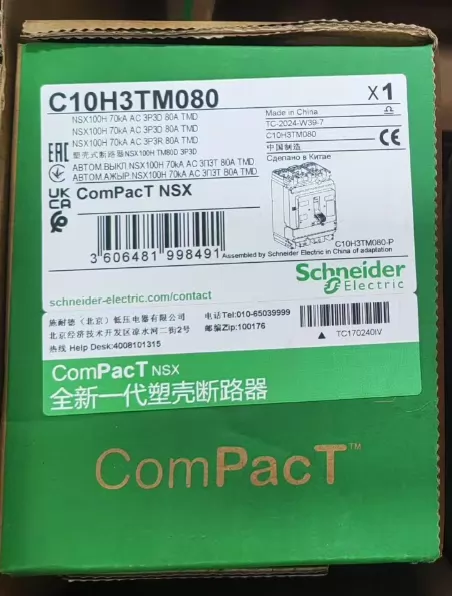 C10H3TM080
X 1
NSX100H 70kA AC 3P3D 80A TMD
NSX100H 70kA AC 3P3D 80A TMD
NSX100H 70kA AC 3P3R 80A TMD
塑壳式断路器NSX100H TM80D 3P3D
АВТОМ.ВЫКЛ NSX100H 70kA AC 3П3Т 80A TMD
АВТОМ.АЖЫР. NSX100H 70kA AC 3П3Т 80A TMD
Made in China
TC-2024-W39-7
C10H3TM080
中国制造
Сделано в Китае
EAC
CE
UK
CA
ComPacT NSX
3 606481 998491
C10H3TM080-P
Assembled by Schneider Electric in China of adaptation
Schneider
Electric
schneider-electric.com/contact
施耐德（北京）低压电器有限公司
北京经济技术开发区凉水河二街2号
热线 Help Desk:4008101315
电话Tel:010-65039999
邮编Zip:100176
▲ TC170240IV
ComPacT NSX
全新一代塑壳断路器
ComPacT™